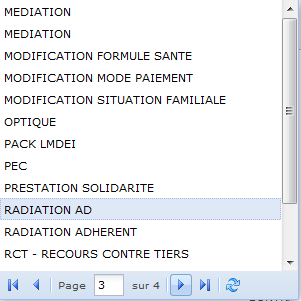 MEDIATION
MEDIATION
MODIFICATION FORMULE SANTE
MODIFICATION MODE PAIEMENT
MODIFICATION SITUATION FAMILIALE
OPTIQUE
PACK LMDEI
PEC
PRESTATION SOLIDARITE
RADIATION AD
RADIATION ADHERENT
RCT - RECOURS CONTRE TIERS
Page 3 sur 4